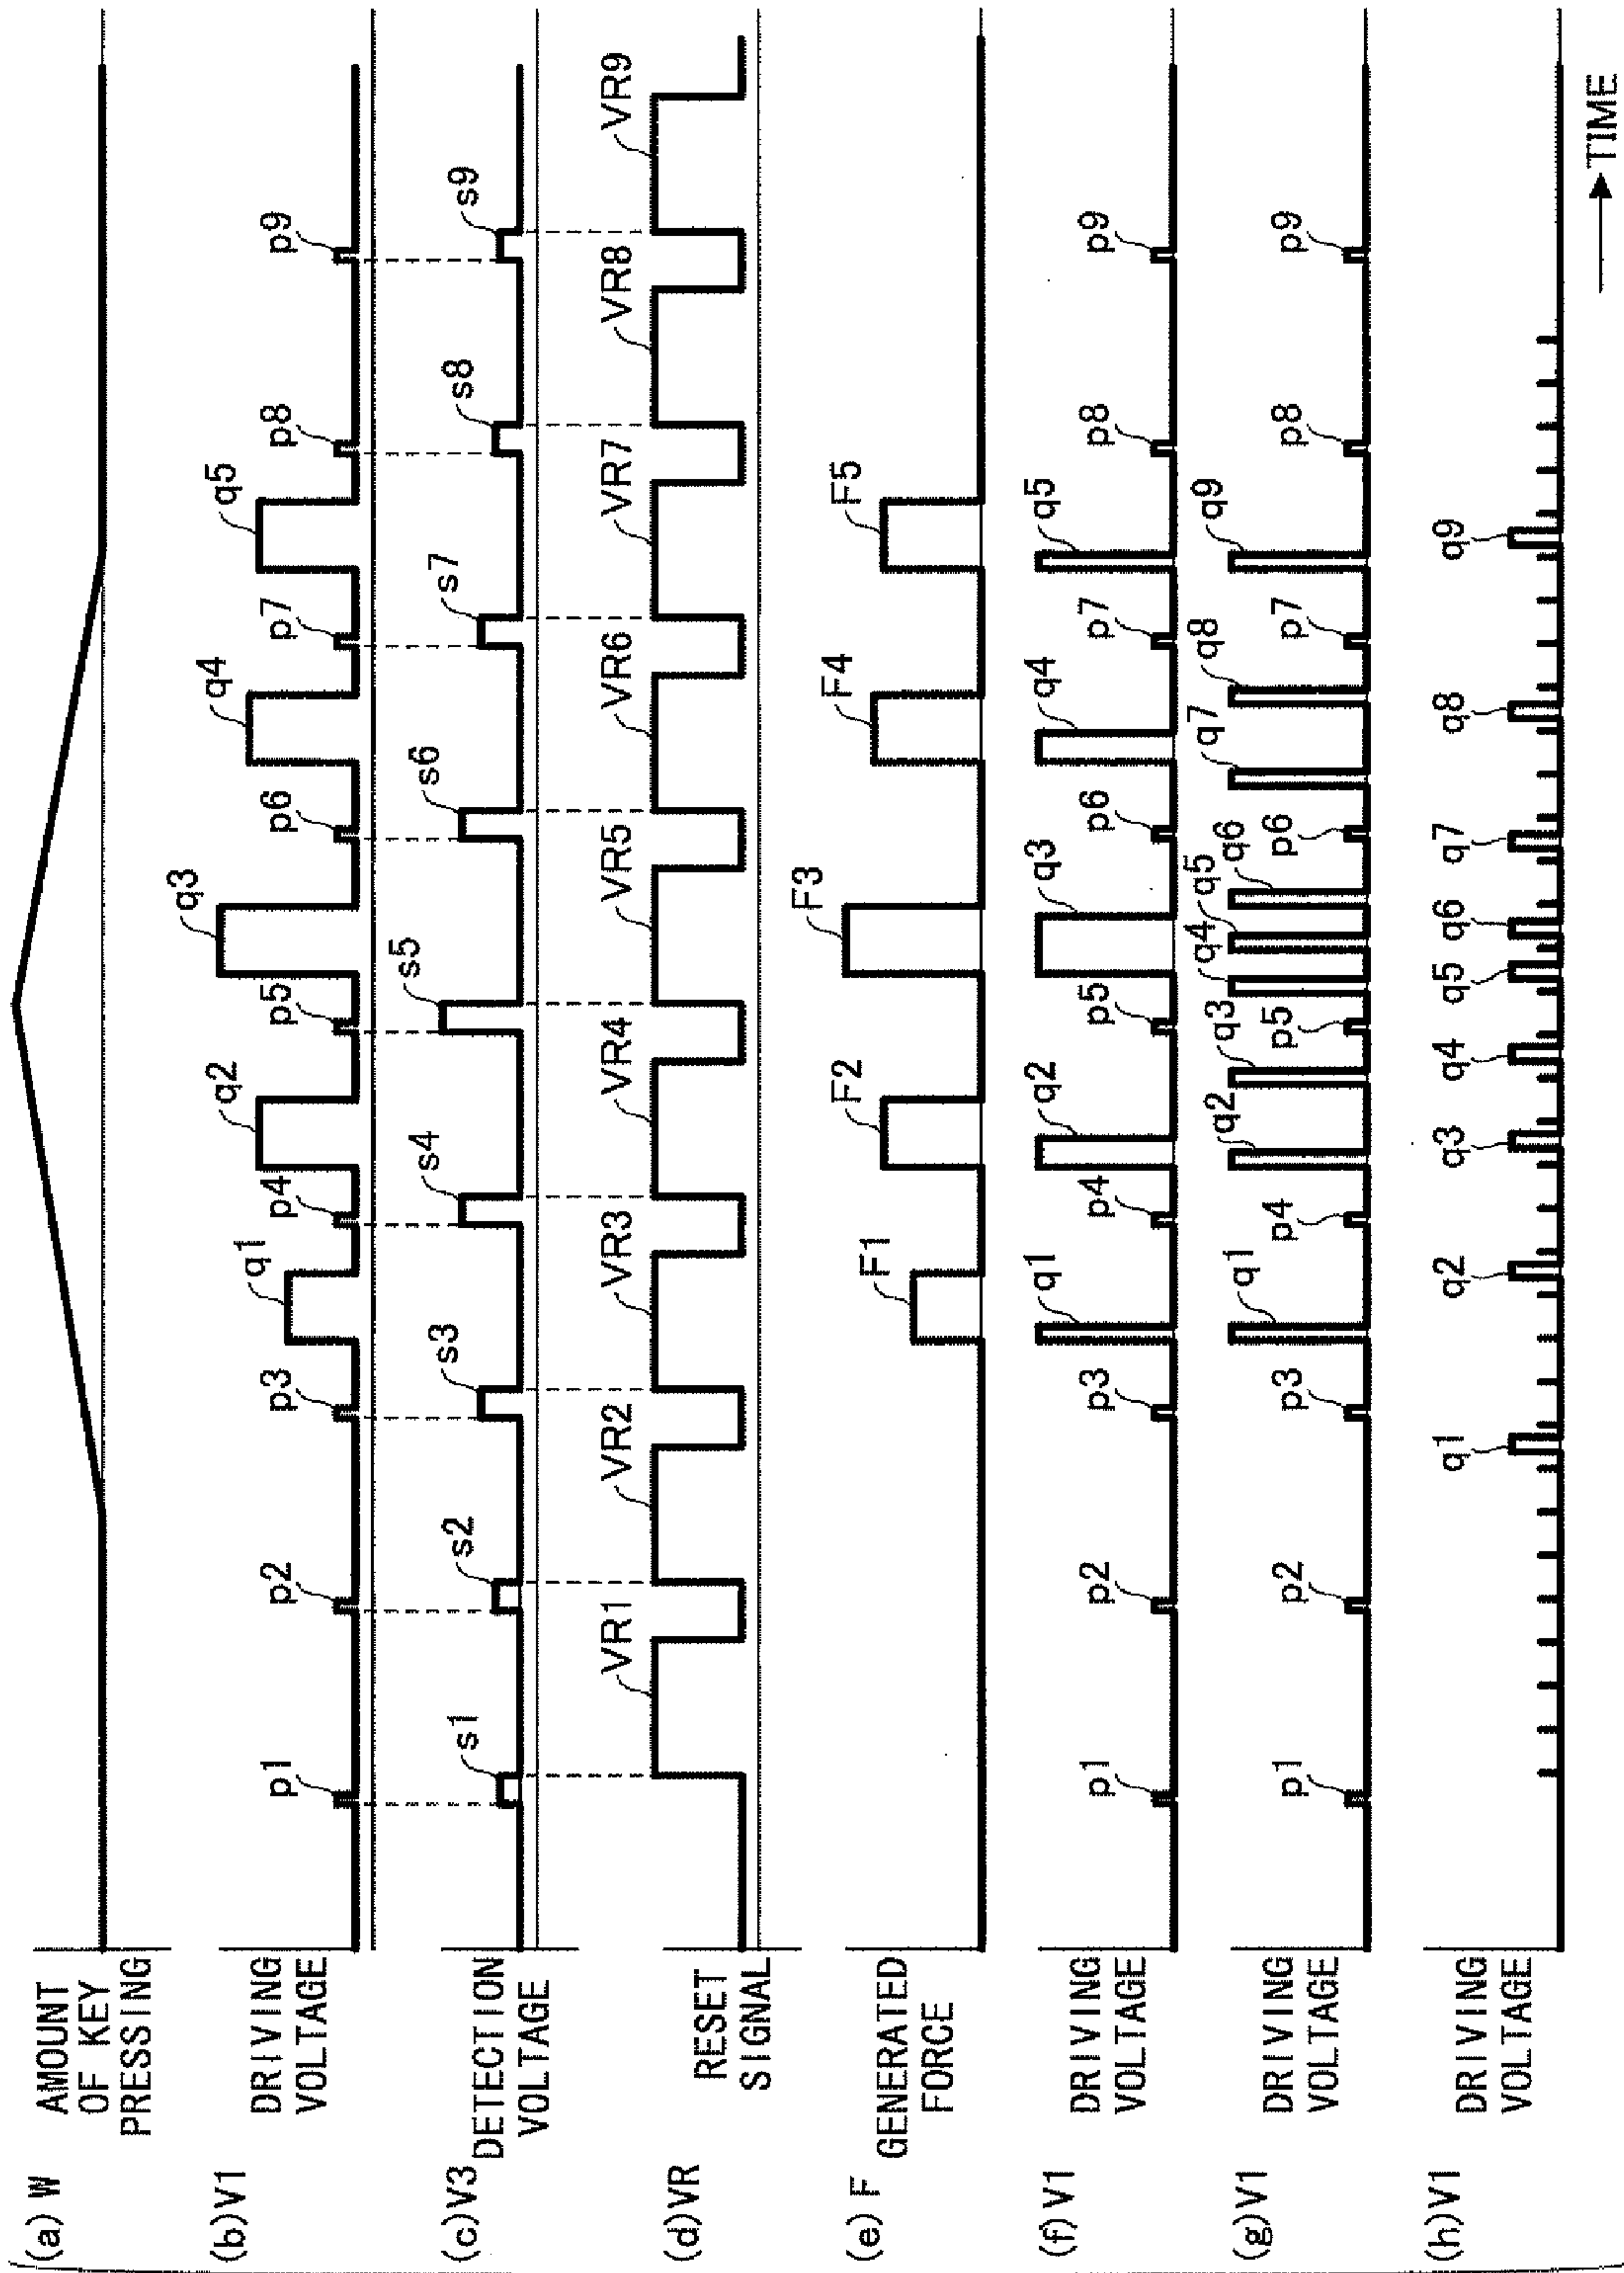 (a) W
AMOUNT
OF KEY
PRESSING
(b) V1
DRIVING
VOLTAGE
p1
p2
p3
q1
p4
q2
p5
q3
p6
q4
p7
q5
p8
p9
(c) V3
DETECTION
VOLTAGE
s1
s2
s3
s4
s5
s6
s7
s8
s9
(d) VR
RESET
SIGNAL
VR1
VR2
VR3
VR4
VR5
VR6
VR7
VR8
VR9
(e) F
GENERATED
FORCE
F1
F2
F3
F4
F5
(f) V1
DRIVING
VOLTAGE
p1
p2
p3
q1
p4
q2
p5
q3
p6
q4
p7
q5
p8
p9
(g) V1
DRIVING
VOLTAGE
p1
p2
p3
q1
p4
q2
q3
p5
q4
q5
q6
p6
q7
q8
p7
q9
p8
p9
(h) V1
DRIVING
VOLTAGE
q1
q2
q3
q4
q5
q6
q7
q8
q9
TIME